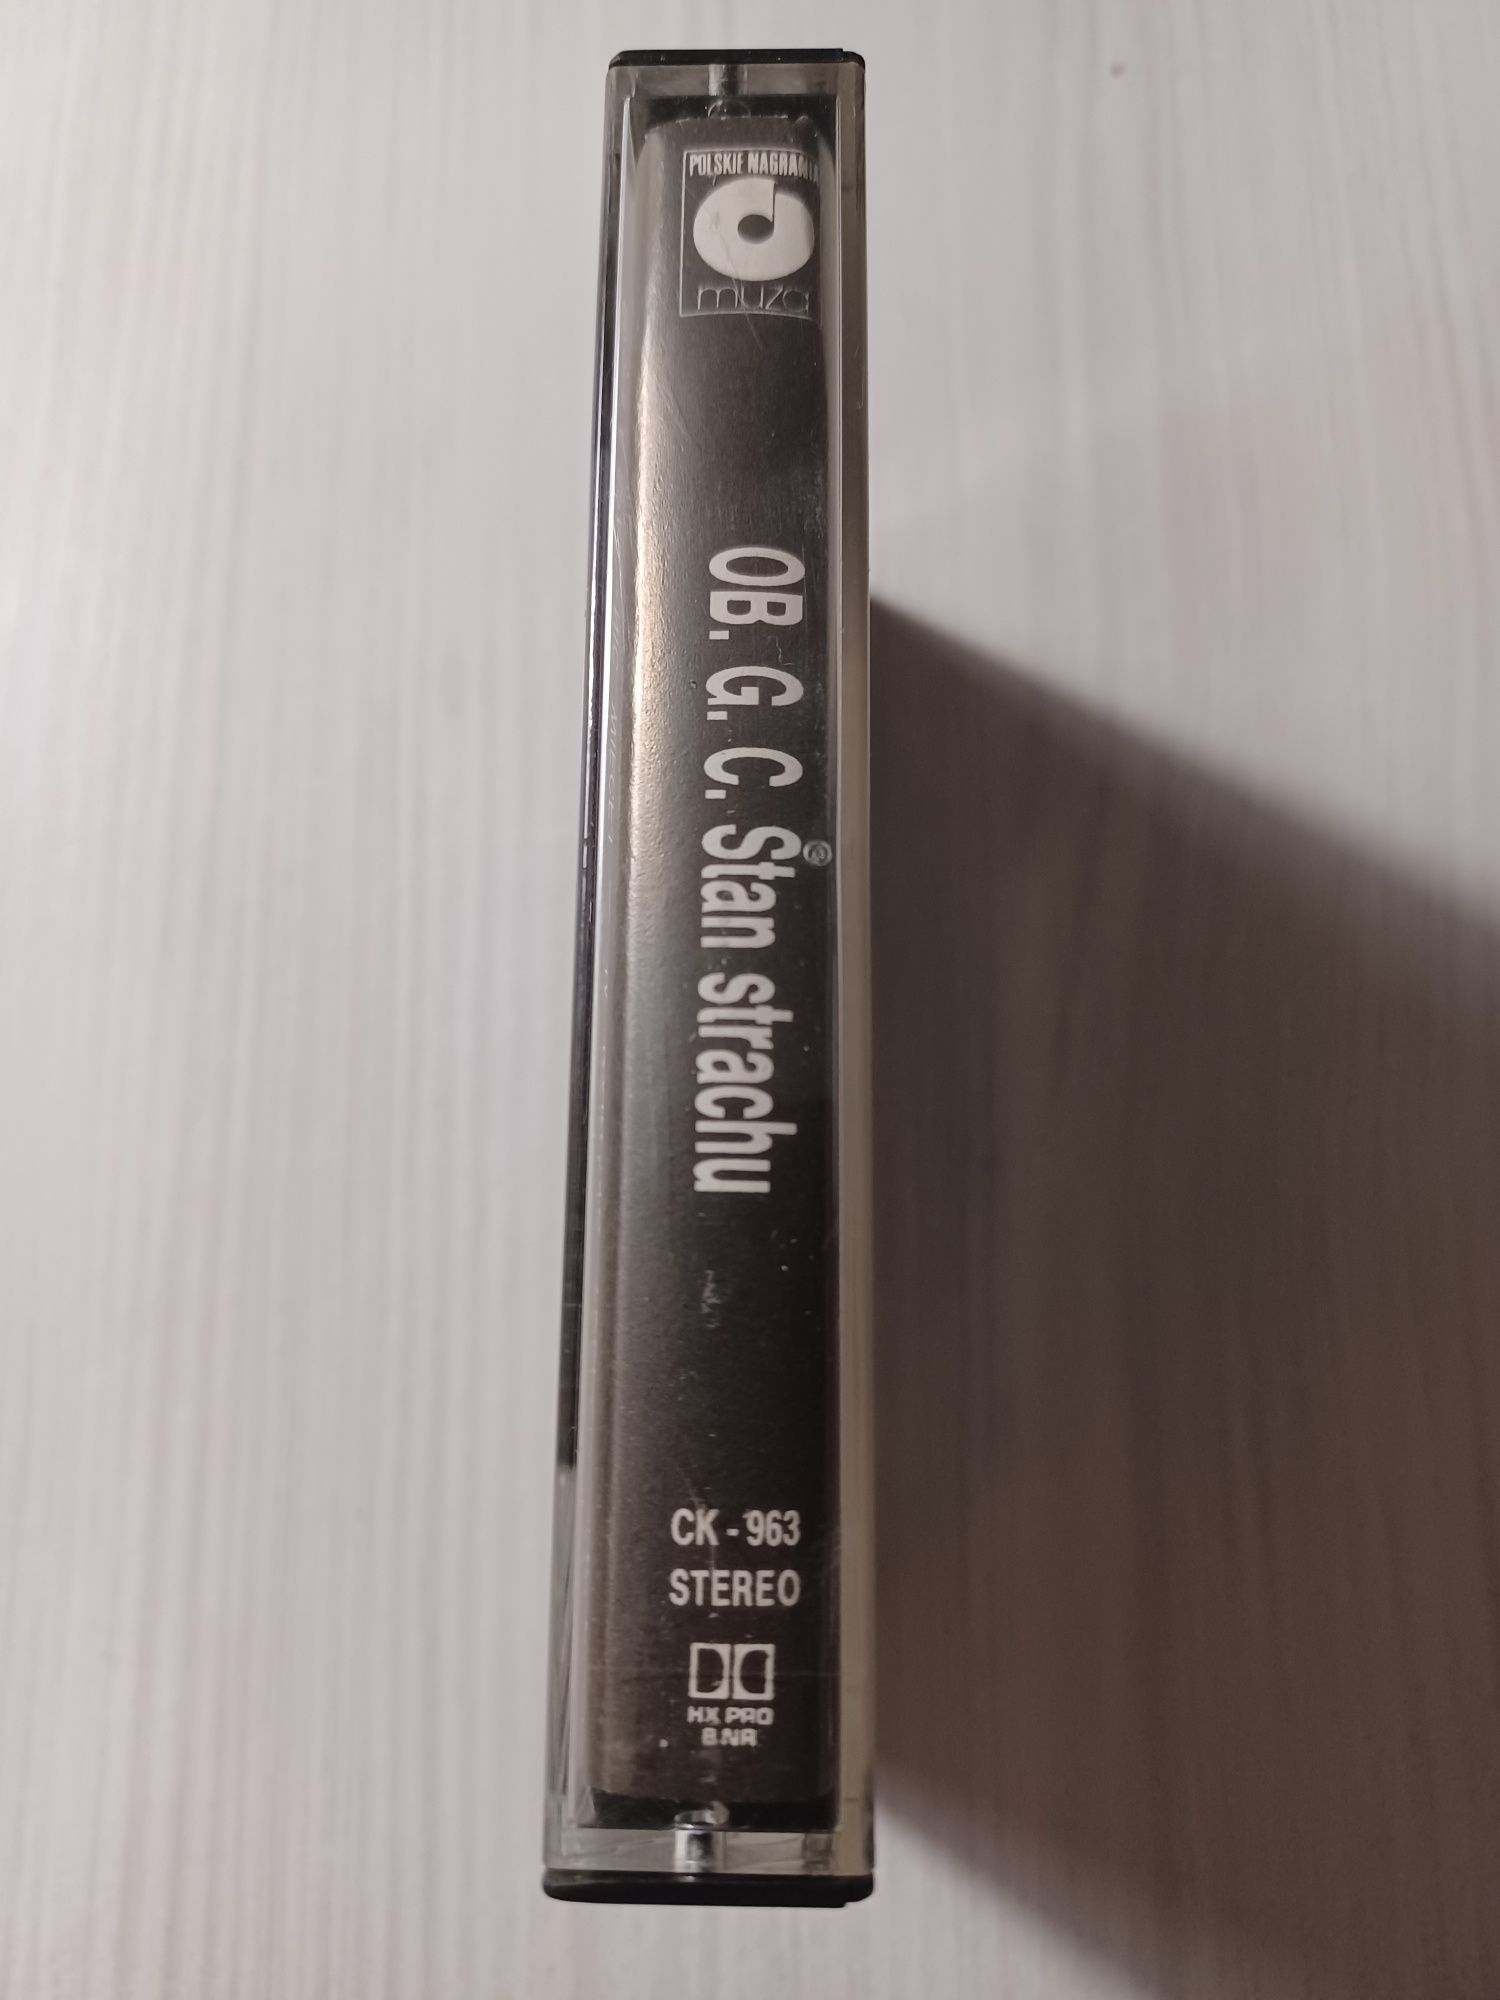 POLSKIE NAGRANIA
muza
OB. G. C. Stan strachu
CK - 963
STEREO
HX PRO
B NR